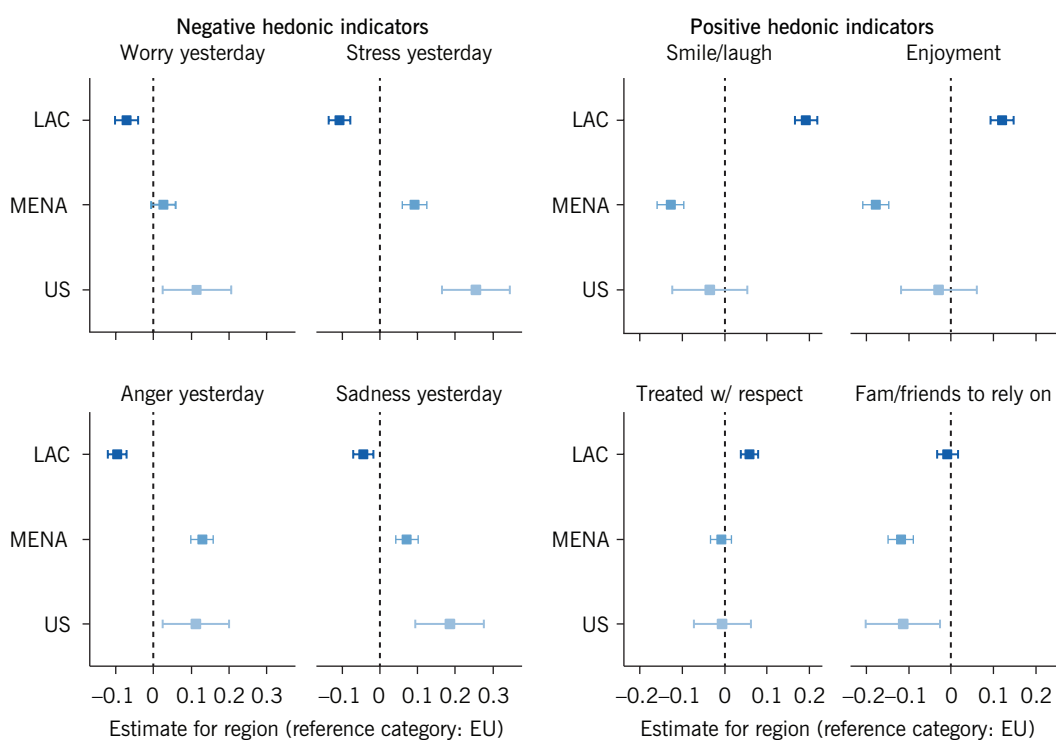 Negative hedonic indicators
Worry yesterday Stress yesterday
LAC
MENA
US
Anger yesterday Sadness yesterday
LAC
MENA
US
–0.1 0 0.1 0.2 0.3 –0.1 0 0.1 0.2 0.3
Estimate for region (reference category: EU)
Positive hedonic indicators
Smile/laugh Enjoyment
LAC
MENA
US
Treated w/ respect Fam/friends to rely on
LAC
MENA
US
–0.2 –0.1 0 0.1 0.2 –0.2 –0.1 0 0.1 0.2
Estimate for region (reference category: EU)